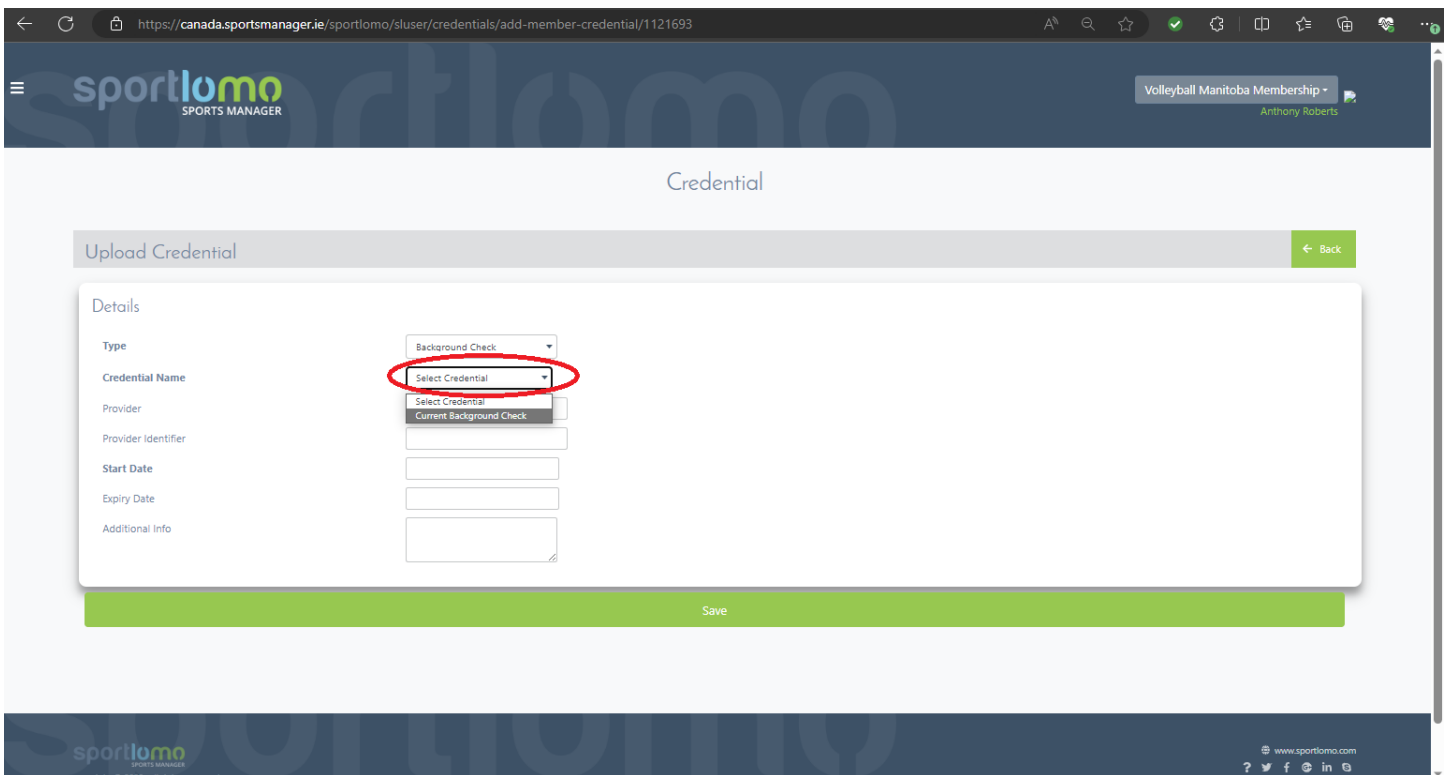 https://canada.sportsmanager.ie/sportlomo/sluser/credentials/add-member-credential/1121693
sportlomo
SPORTS MANAGER
Volleyball Manitoba Membership
Anthony Roberts
Credential
Upload Credential
← Back
Details
Type
Background Check
Credential Name
Select Credential
Select Credential
Current Background Check
Provider
Provider Identifier
Start Date
Expiry Date
Additional Info
Save
sportlomo
SPORTS MANAGER
www.sportlomo.com